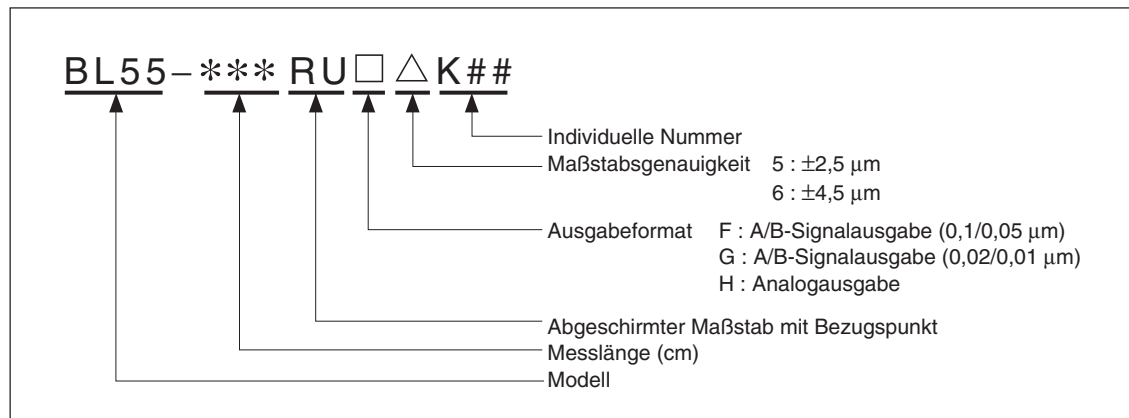 BL55-***RU□△K##
Individuelle Nummer
Maßstabsgenauigkeit 5 : ±2,5 µm
6 : ±4,5 µm
Ausgabeformat F : A/B-Signalausgabe (0,1/0,05 µm)
G : A/B-Signalausgabe (0,02/0,01 µm)
H : Analogausgabe
Abgeschirmter Maßstab mit Bezugspunkt
Messlänge (cm)
Modell